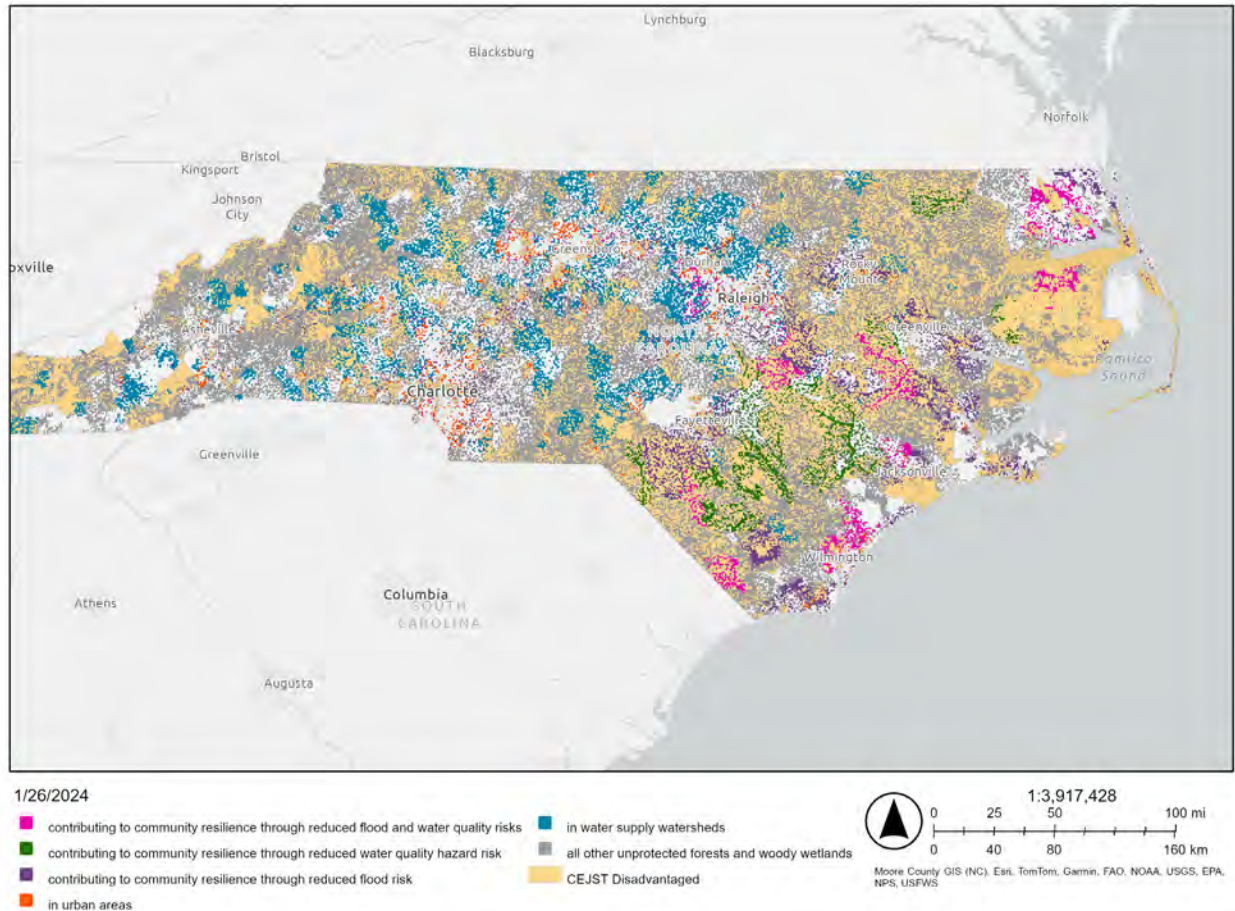 Lynchburg
Blacksburg
Norfolk
Bristol
Kingsport
Johnson
City
oxville
Greensboro
Durham
Rocky
Mount
Raleigh
Asheville
Greenville
Pamlico
Sound
Charlotte
Fayetteville
Jacksonville
Greenville
Wilmington
Athens
Columbia
SOUTH
CAROLINA
Augusta
1/26/2024
contributing to community resilience through reduced flood and water quality risks
contributing to community resilience through reduced water quality hazard risk
contributing to community resilience through reduced flood risk
in urban areas
in water supply watersheds
all other unprotected forests and woody wetlands
CEJST Disadvantaged
1:3,917,428
0 25 50 100 mi
0 40 80 160 km
Moore County GIS (NC), Esri, TomTom, Garmin, FAO, NOAA, USGS, EPA,
NPS, USFWS